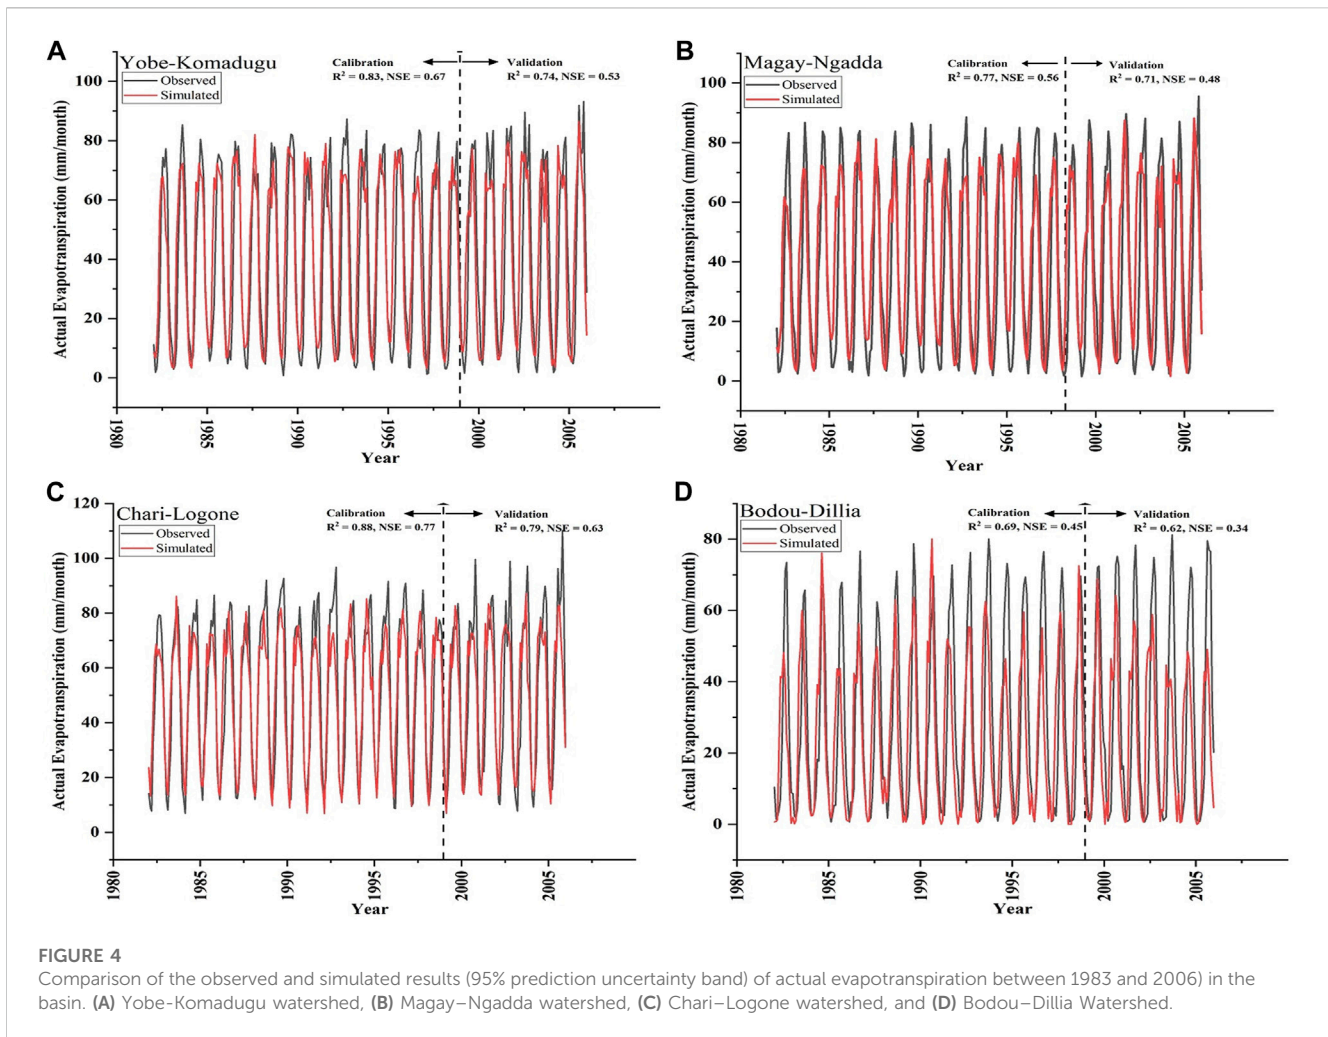 A
Yobe-Komadugu
Observed
Simulated
Calibration
R² = 0.83, NSE = 0.67
Validation
R² = 0.74, NSE = 0.53
Actual Evapotranspiration (mm/month)
100
80
60
40
20
0
1980
1985
1990
1995
2000
2005
Year
B
Magay-Ngadda
Observed
Simulated
Calibration
R² = 0.77, NSE = 0.56
Validation
R² = 0.71, NSE = 0.48
Actual Evapotranspiration (mm/month)
100
80
60
40
20
0
1980
1985
1990
1995
2000
2005
Year
C
Chari-Logone
Observed
Simulated
Calibration
R² = 0.88, NSE = 0.77
Validation
R² = 0.79, NSE = 0.63
Actual Evapotranspiration (mm/month)
120
100
80
60
40
20
0
1980
1985
1990
1995
2000
2005
Year
D
Bodou-Dillia
Observed
Simulated
Calibration
R² = 0.69, NSE = 0.45
Validation
R² = 0.62, NSE = 0.34
Actual Evapotranspiration (mm/month)
80
60
40
20
0
1980
1985
1990
1995
2000
2005
Year
FIGURE 4
Comparison of the observed and simulated results (95% prediction uncertainty band) of actual evapotranspiration between 1983 and 2006) in the
basin. (A) Yobe-Komadugu watershed, (B) Magay–Ngadda watershed, (C) Chari–Logone watershed, and (D) Bodou–Dillia Watershed.